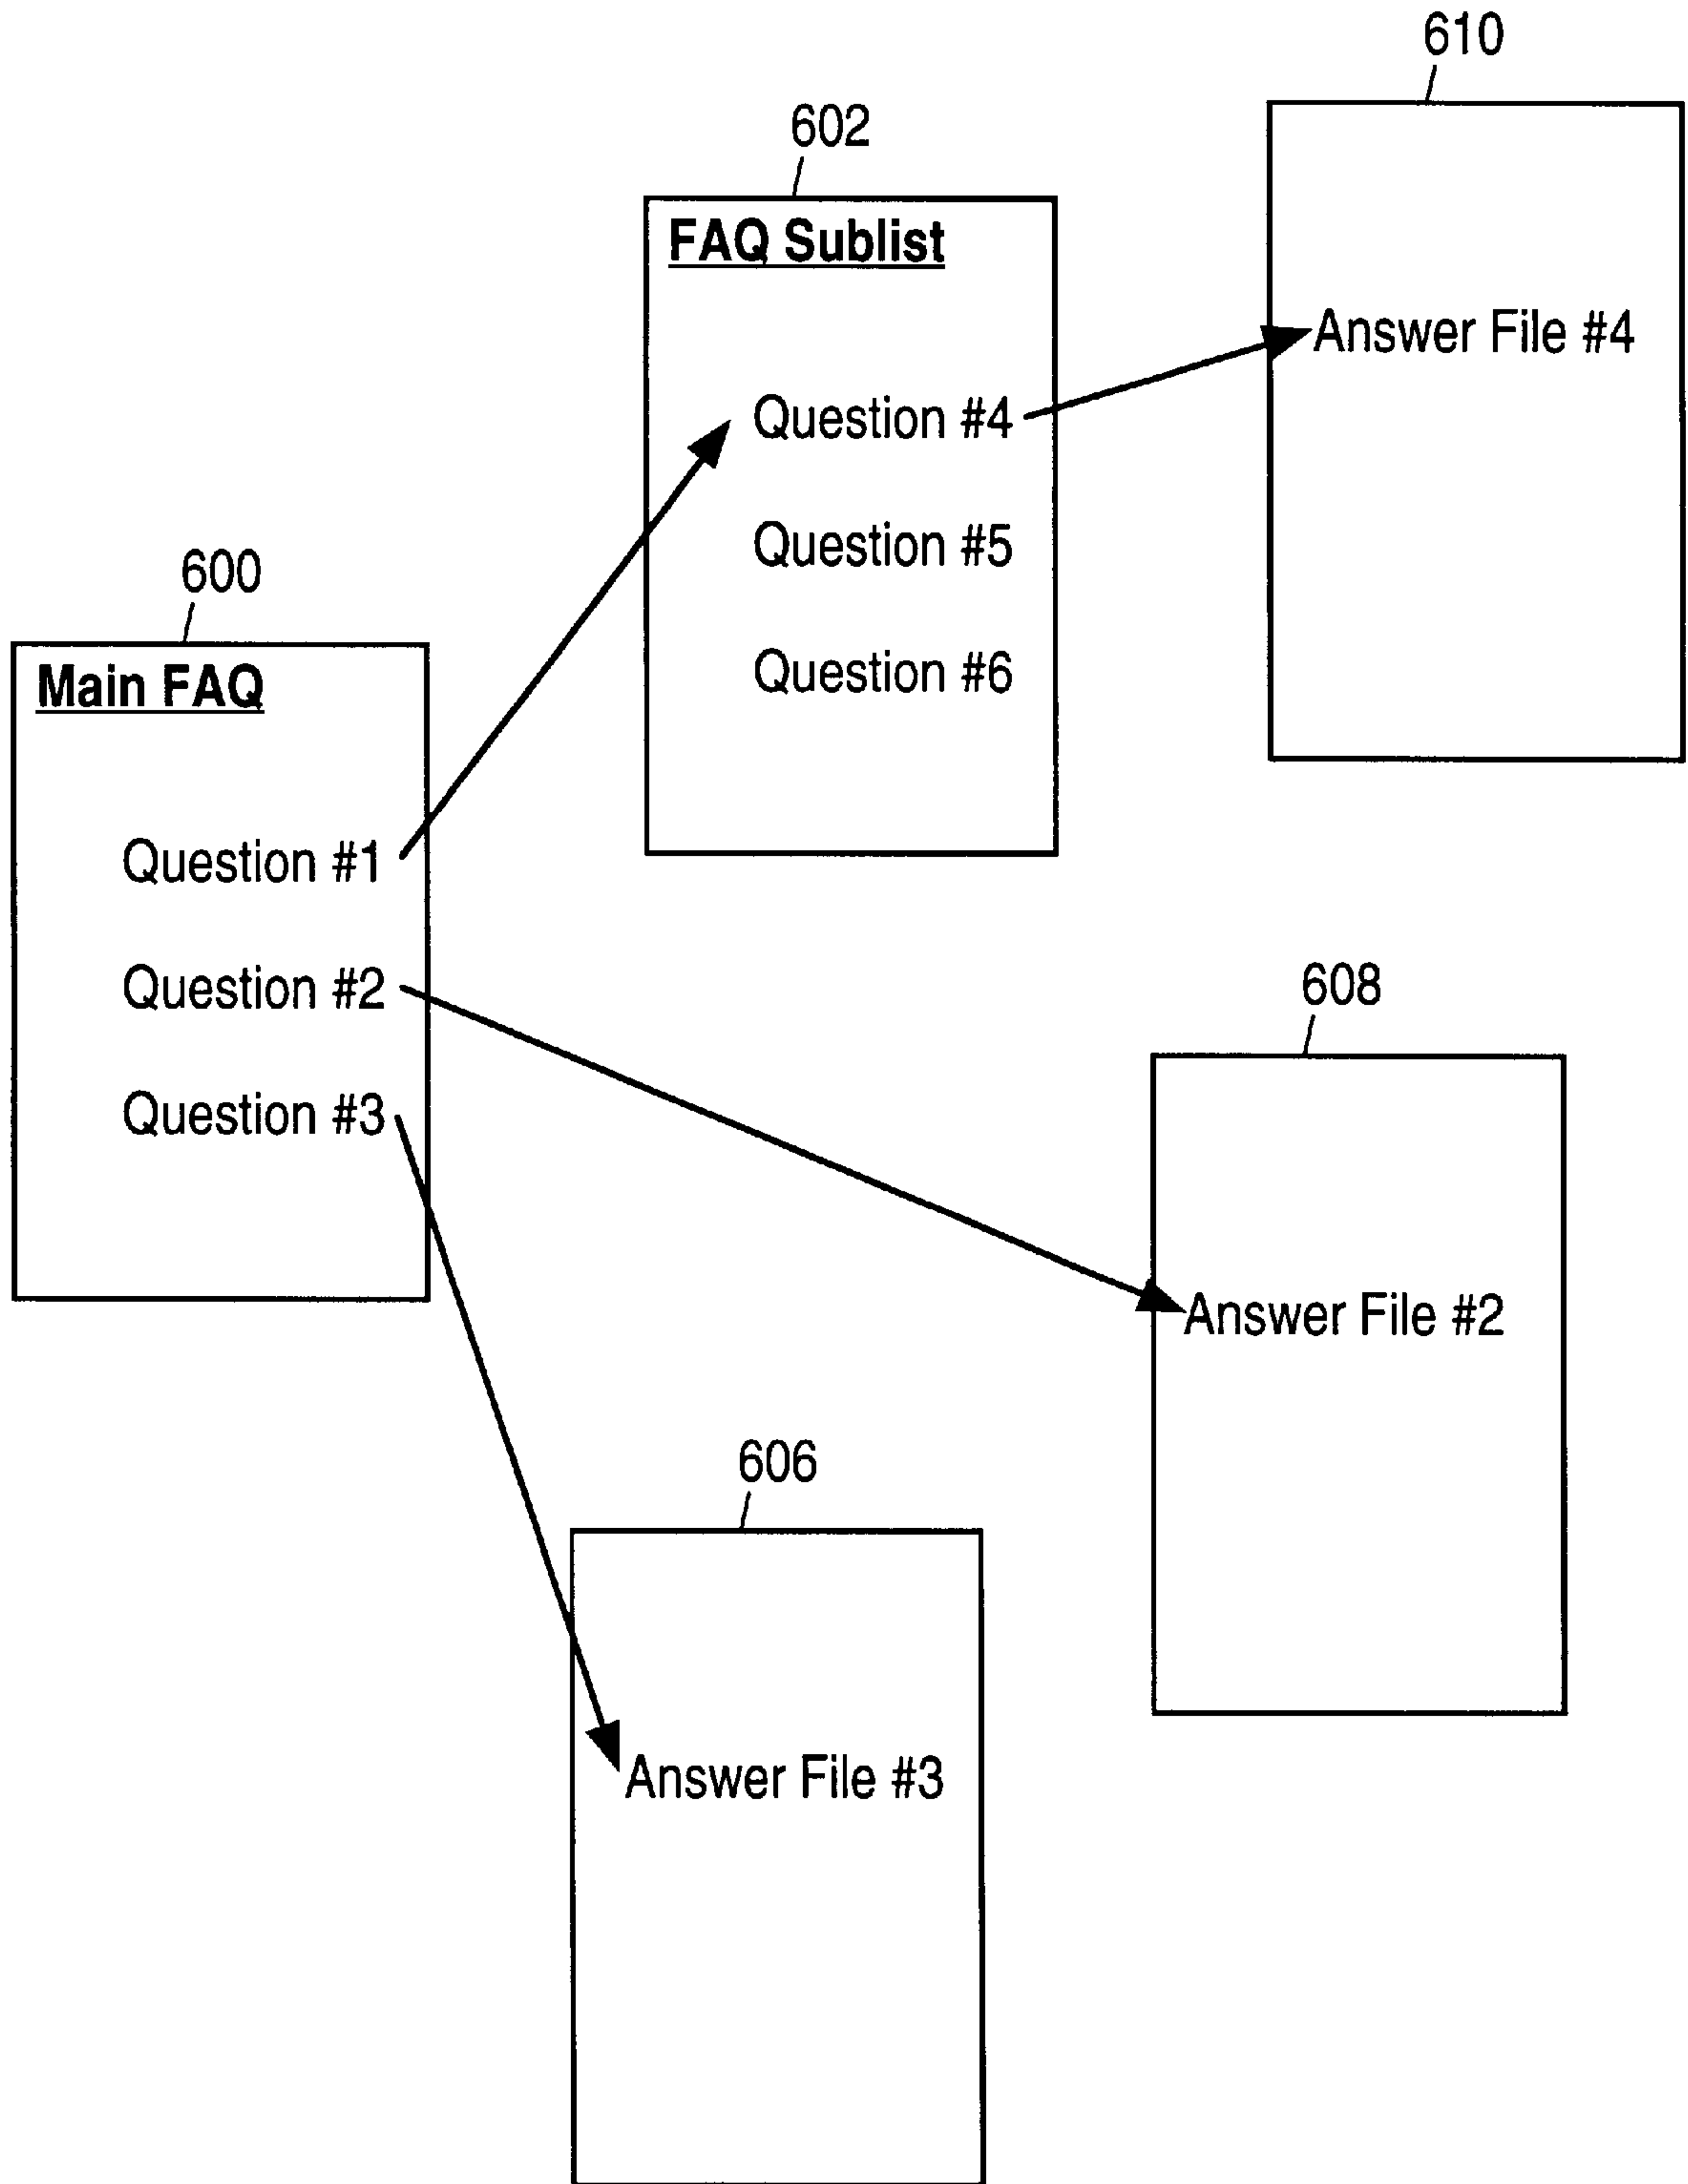 610
602
FAQ Sublist
Answer File #4
Question #4
Question #5
600
Question #6
Main FAQ
Question #1
Question #2
608
Question #3
Answer File #2
606
Answer File #3